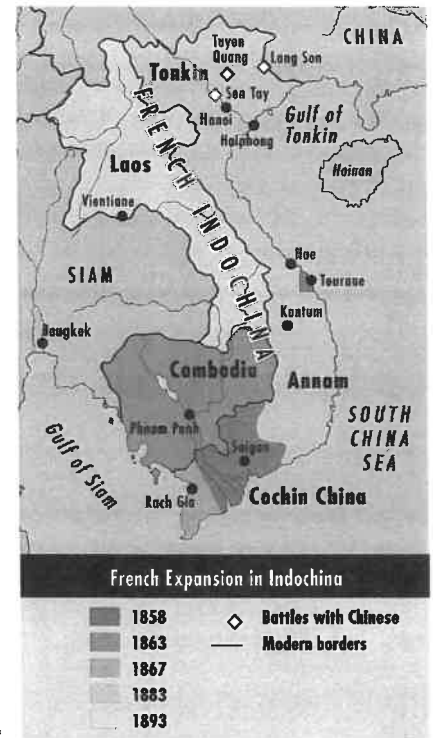 CHINA
Tuyen
Quang
Lang Son
Tonkin
Son Tay
Hanoi
Haiphong
Gulf of
Tonkin
Hainan
FRENCH INDOCHINA
Laos
Vientiane
SIAM
Hue
Tourane
Kontum
Bangkok
Cambodia
Annam
Phnom Penh
SOUTH
CHINA
SEA
Gulf of Siam
Saigon
Rach Gia
Cochin China
French Expansion in Indochina
1858
Battles with Chinese
1863
Modern borders
1867
1883
1893